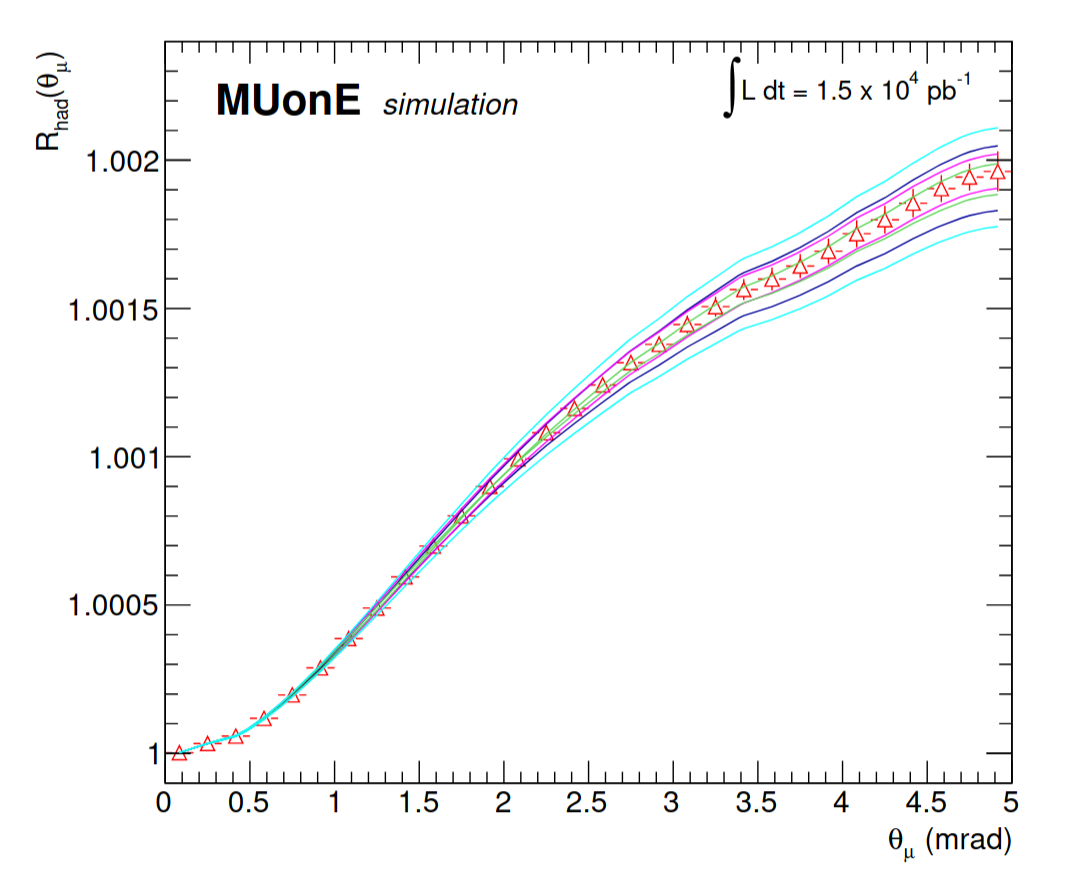 MUonE simulation
∫L dt = 1.5 x 10⁴ pb⁻¹
R_had(θ_μ)
1.002
1.0015
1.001
1.0005
1
0 0.5 1 1.5 2 2.5 3 3.5 4 4.5 5
θ_μ (mrad)